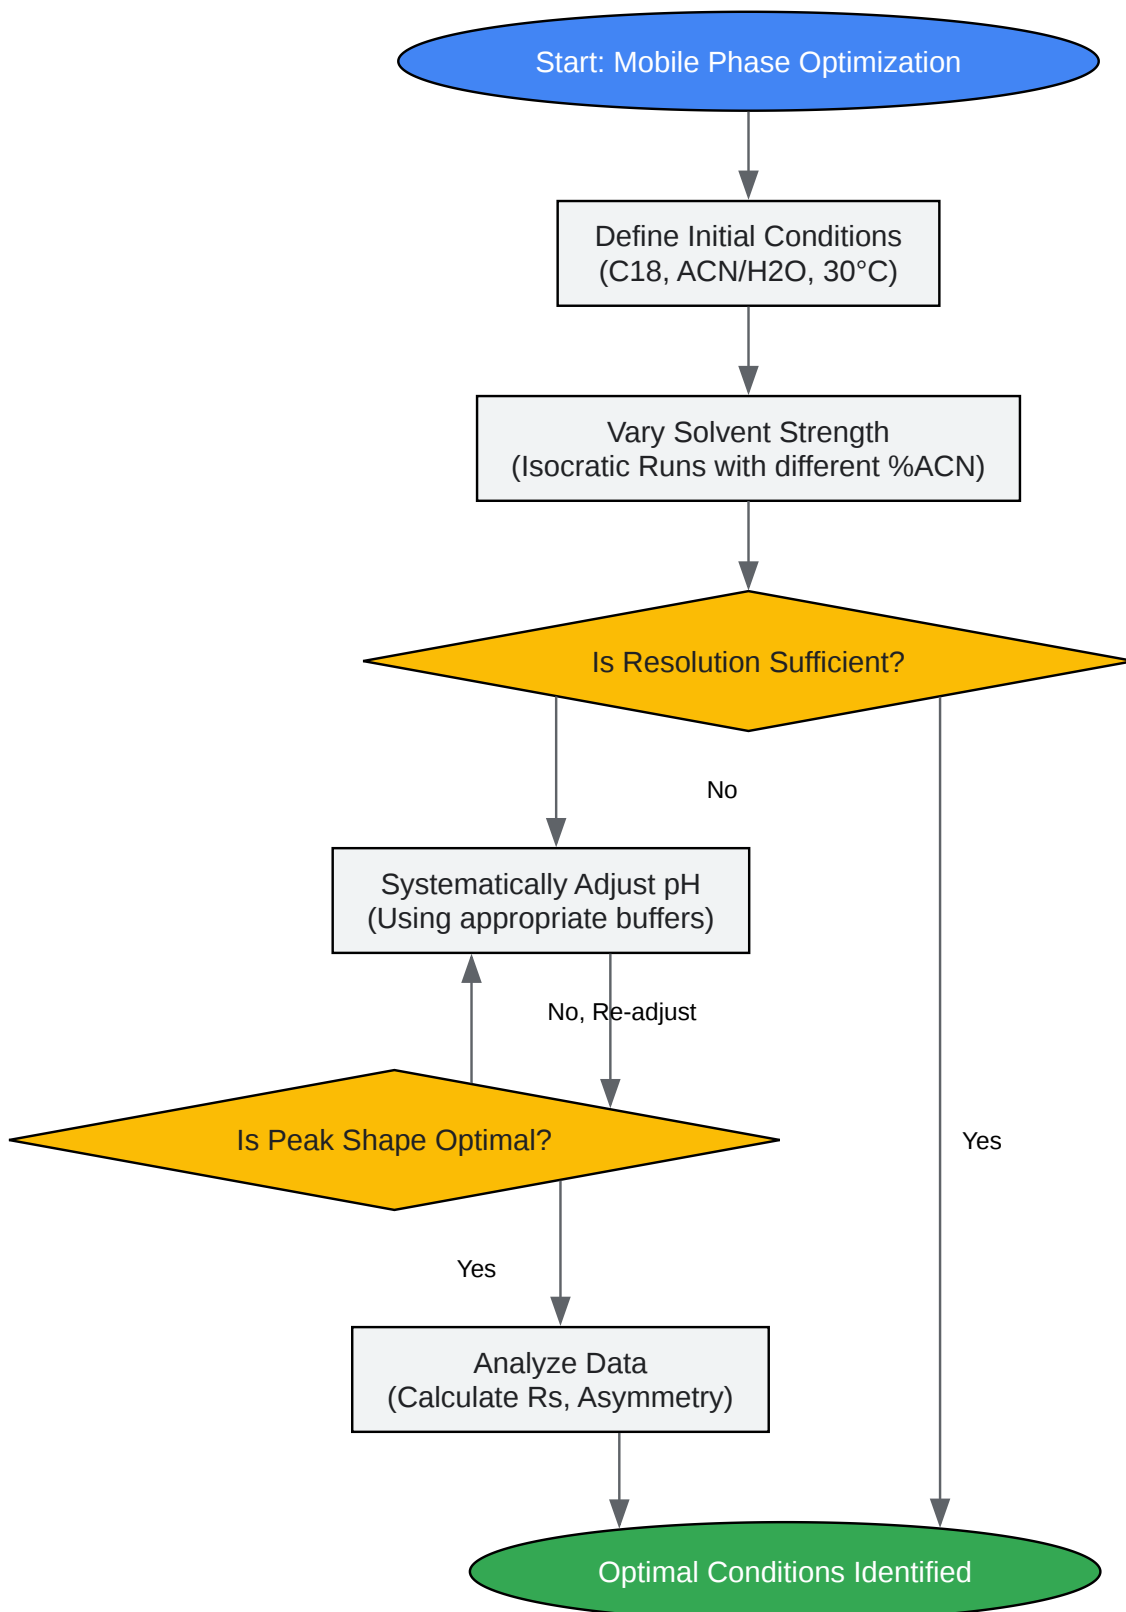 Start: Mobile Phase Optimization
Define Initial Conditions
(C18, ACN/H2O, 30°C)
Vary Solvent Strength
(Isocratic Runs with different %ACN)
Is Resolution Sufficient?
No
Systematically Adjust pH
(Using appropriate buffers)
No, Re-adjust
Is Peak Shape Optimal?
Yes
Yes
Analyze Data
(Calculate Rs, Asymmetry)
Optimal Conditions Identified